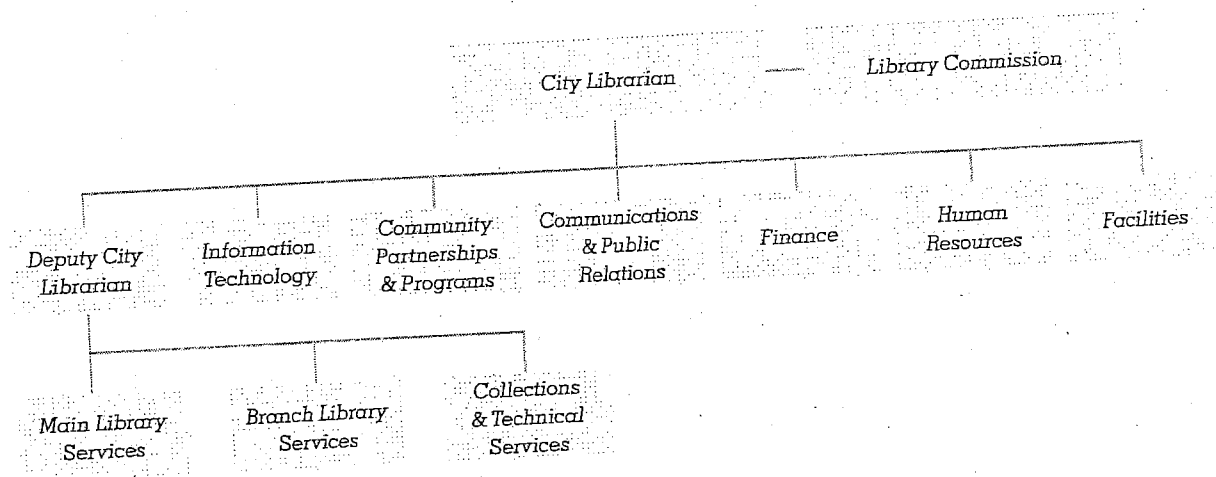 City Librarian
Library Commission
Deputy City
Librarian
Information
Technology
Community
Partnerships
& Programs
Communications
& Public
Relations
Finance
Human
Resources
Facilities
Main Library
Services
Branch Library
Services
Collections
& Technical
Services